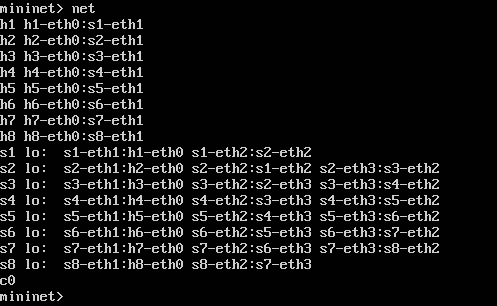 mininet> net
h1 h1-eth0:s1-eth1
h2 h2-eth0:s2-eth1
h3 h3-eth0:s3-eth1
h4 h4-eth0:s4-eth1
h5 h5-eth0:s5-eth1
h6 h6-eth0:s6-eth1
h7 h7-eth0:s7-eth1
h8 h8-eth0:s8-eth1
s1 lo:  s1-eth1:h1-eth0 s1-eth2:s2-eth2
s2 lo:  s2-eth1:h2-eth0 s2-eth2:s1-eth2 s2-eth3:s3-eth2
s3 lo:  s3-eth1:h3-eth0 s3-eth2:s2-eth3 s3-eth3:s4-eth2
s4 lo:  s4-eth1:h4-eth0 s4-eth2:s3-eth3 s4-eth3:s5-eth2
s5 lo:  s5-eth1:h5-eth0 s5-eth2:s4-eth3 s5-eth3:s6-eth2
s6 lo:  s6-eth1:h6-eth0 s6-eth2:s5-eth3 s6-eth3:s7-eth2
s7 lo:  s7-eth1:h7-eth0 s7-eth2:s6-eth3 s7-eth3:s8-eth2
s8 lo:  s8-eth1:h8-eth0 s8-eth2:s7-eth3
c0
mininet>